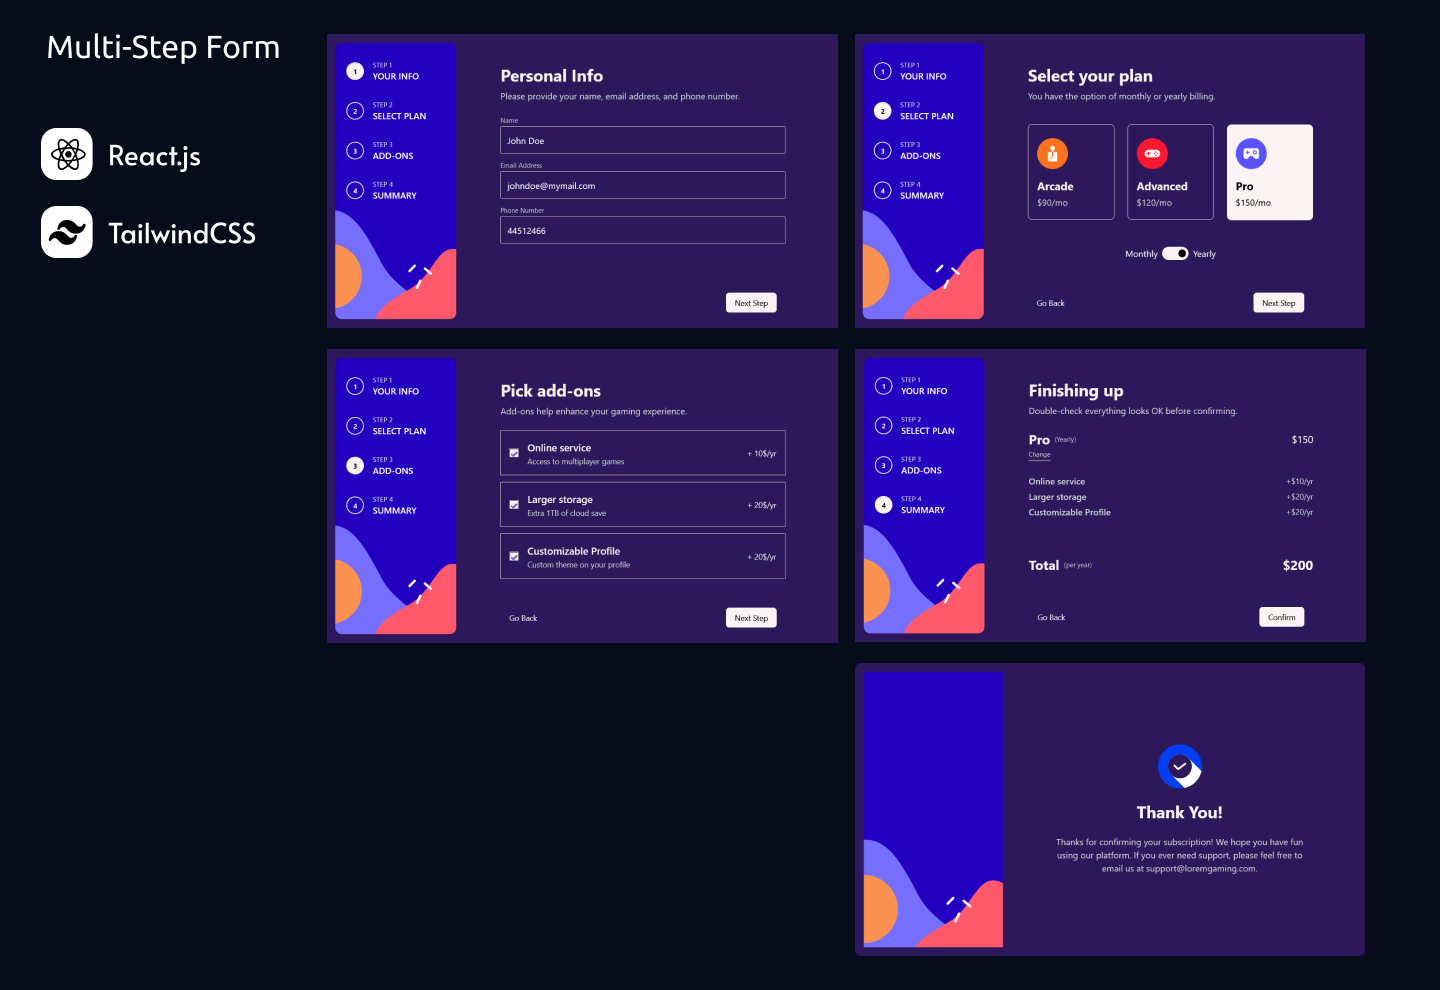 Multi-Step Form
React.js
TailwindCSS
1
STEP 1
YOUR INFO
2
STEP 2
SELECT PLAN
3
STEP 3
ADD-ONS
4
STEP 4
SUMMARY
Personal Info
Please provide your name, email address, and phone number.
Name
John Doe
Email Address
johndoe@mymail.com
Phone Number
44512466
Next Step
1
STEP 1
YOUR INFO
2
STEP 2
SELECT PLAN
3
STEP 3
ADD-ONS
4
STEP 4
SUMMARY
Select your plan
You have the option of monthly or yearly billing.
Arcade
$90/mo
Advanced
$120/mo
Pro
$150/mo
Monthly Yearly
Go Back Next Step
1
STEP 1
YOUR INFO
2
STEP 2
SELECT PLAN
3
STEP 3
ADD-ONS
4
STEP 4
SUMMARY
Pick add-ons
Add-ons help enhance your gaming experience.
Online service
Access to multiplayer games
+ 10$/yr
Larger storage
Extra 1TB of cloud save
+ 20$/yr
Customizable Profile
Custom theme on your profile
+ 20$/yr
Go Back Next Step
1
STEP 1
YOUR INFO
2
STEP 2
SELECT PLAN
3
STEP 3
ADD-ONS
4
STEP 4
SUMMARY
Finishing up
Double-check everything looks OK before confirming.
Pro (Yearly) $150
Change
Online service +$10/yr
Larger storage +$20/yr
Customizable Profile +$20/yr
Total (per year) $200
Go Back Confirm
Thank You!
Thanks for confirming your subscription! We hope you have fun
using our platform. If you ever need support, please feel free to
email us at support@loremgaming.com.